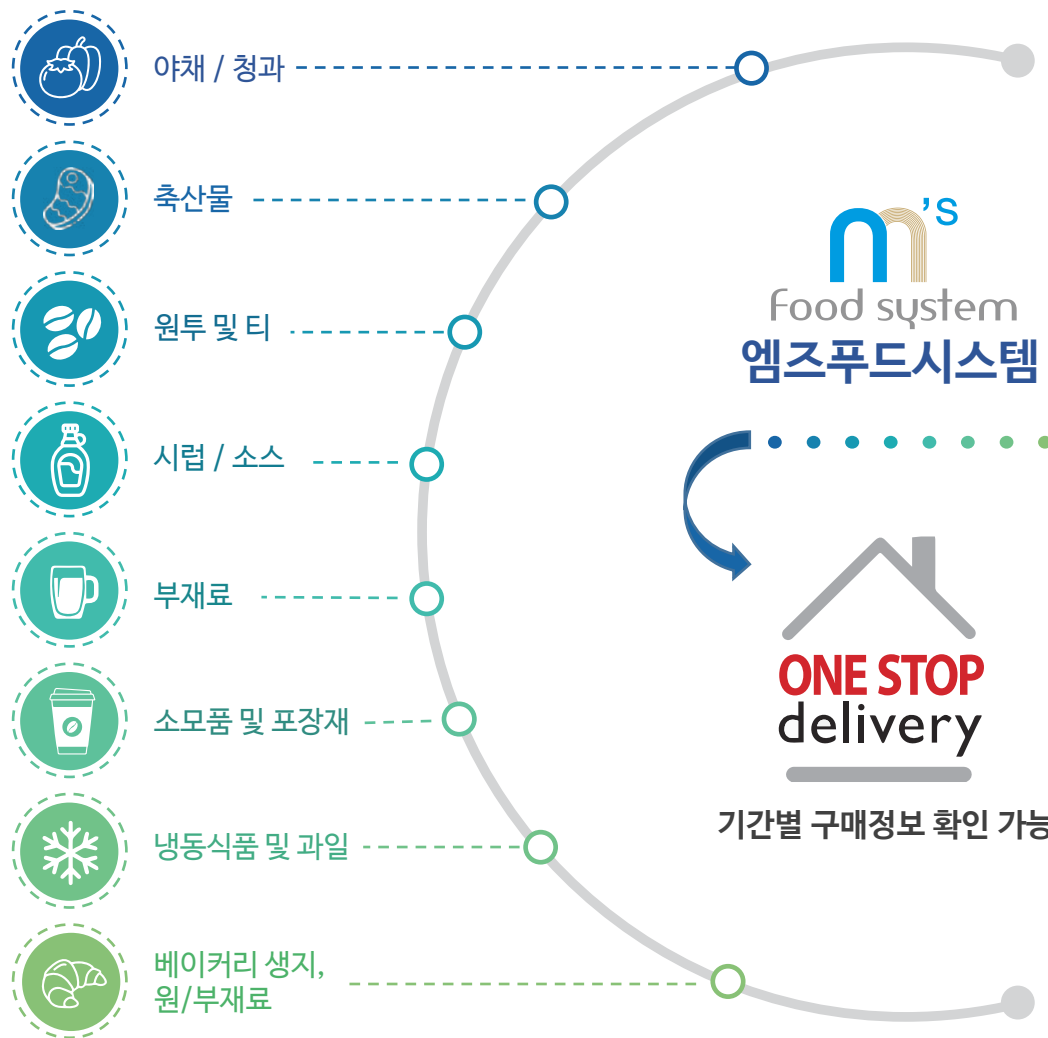 야채 / 청과
축산물
원투 및 티
시럽 / 소스
부재료
소모품 및 포장재
냉동식품 및 과일
베이커리 생지,
원/부재료
m's
Food system
엠즈푸드시스템
ONE STOP
delivery
기간별 구매정보 확인 가능